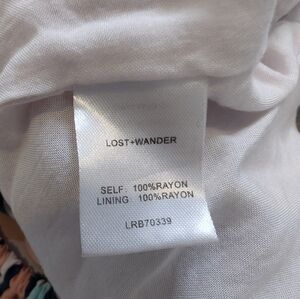 LOST+WANDER
SELF: 100%RAYON
LINING: 100%RAYON
LRB70339